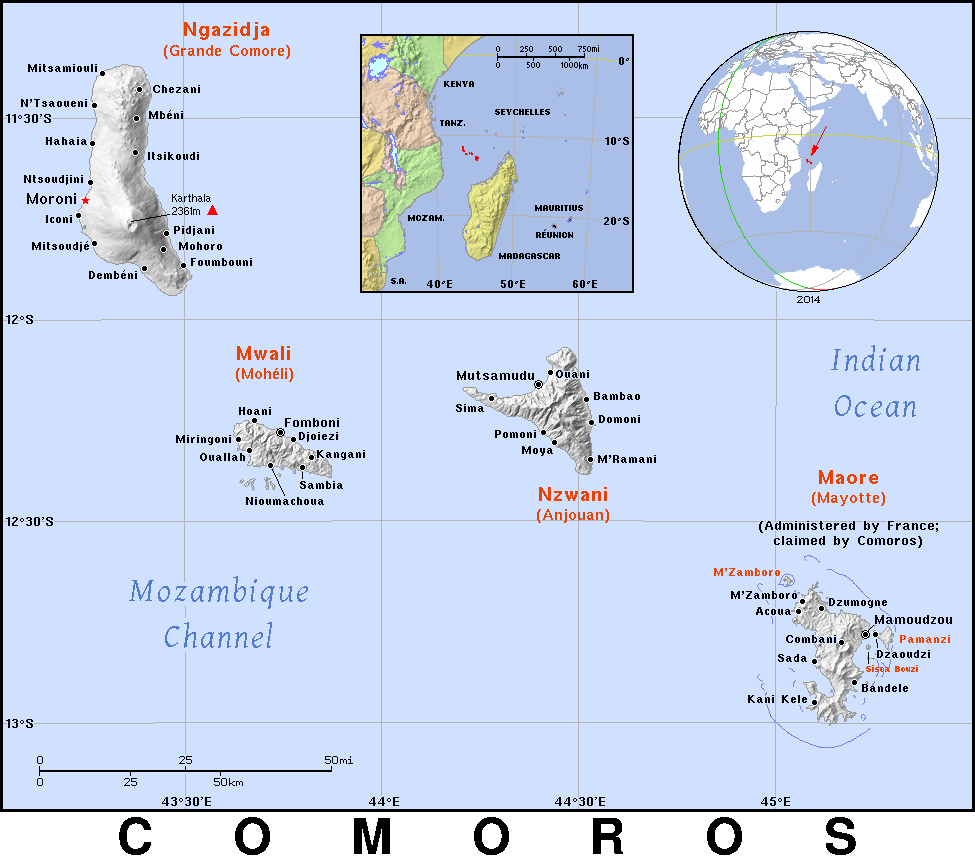 Ngazidja
(Grande Comore)
Mitsamiouli
Chezani
N'Tsaoueni
Mbéni
11°30'S
Hahaia
Itsikoudi
Ntsoudjini
Moroni
Karthala
2361m
Iconi
Pidjani
Mitsoudjé
Mohoro
Foumbouni
Dembéni
0 250 500 750mi
0 500 1000km
0°
KENYA
SEYCHELLES
TANZ.
10°S
MAURITIUS
MOZAM.
20°S
RÉUNION
MADAGASCAR
S.A.
40°E 50°E 60°E
2014
12°S
Mwali
(Mohéli)
Hoani
Fomboni
Miringoni
Djoiezi
Ouallah
Kangani
Sambia
Nioumachoua
Mutsamudu
Ouani
Sima
Bambao
Domoni
Pomoni
Moya
M'Ramani
Nzwani
(Anjouan)
Indian
Ocean
Maore
(Mayotte)
(Administered by France;
claimed by Comoros)
12°30'S
Mozambique
Channel
M'Zamboro
M'Zamboro
Dzumogne
Acoua
Mamoudzou
Combani
Pamanzi
Dzaoudzi
Sada
Sisca Bouzi
Bandele
Kani Kele
13°S
0 25 50mi
0 25 50km
43°30'E 44°E 44°30'E 45°E
COMOROS